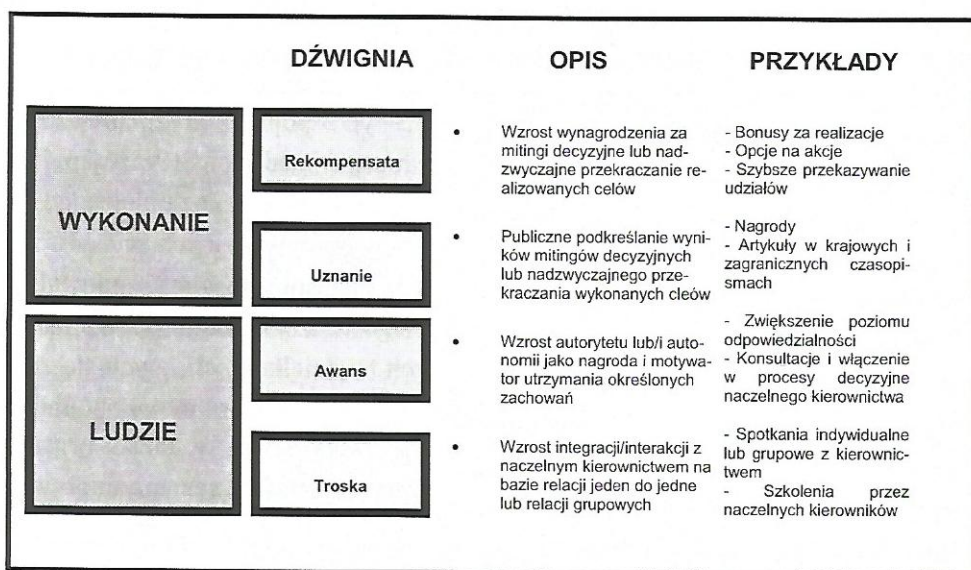 DŹWIGNIA OPIS PRZYKŁADY
WYKONANIE
Rekompensata
• Wzrost wynagrodzenia za
mitingi decyzyjne lub nad-
zwyczajne przekraczanie re-
alizowanych celów
- Bonusy za realizacje
- Opcje na akcje
- Szybsze przekazywanie
udziałów
Uznanie
• Publiczne podkreślanie wyni-
ków mitingów decyzyjnych
lub nadzwyczajnego prze-
kraczania wykonanych cleów
- Nagrody
- Artykuły w krajowych i
zagranicznych czasopi-
smach
LUDZIE
Awans
• Wzrost autorytetu lub/i auto-
nomii jako nagroda i motywa-
tor utrzymania określonych
zachowań
- Zwiększenie poziomu
odpowiedzialności
- Konsultacje i włączenie
w procesy decyzyjne
naczelnego kierownictwa
Troska
• Wzrost integracji/interakcji z
naczelnym kierownictwem na
bazie relacji jeden do jedne
lub relacji grupowych
- Spotkania indywidualne
lub grupowe z kierownic-
twem
- Szkolenia przez
naczelnych kierowników